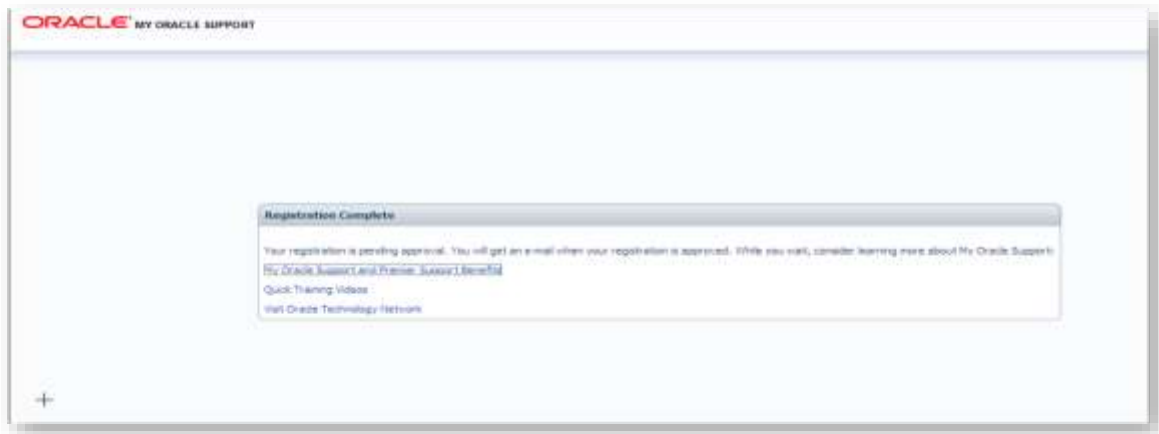 ORACLE® MY ORACLE SUPPORT
Registration Complete
Your registration is pending approval. You will get an e-mail when your registration is approved. While you wait, consider learning more about My Oracle Support:
My Oracle Support and Premier Support Benefits
Quick Training Videos
Visit Oracle Technology Network